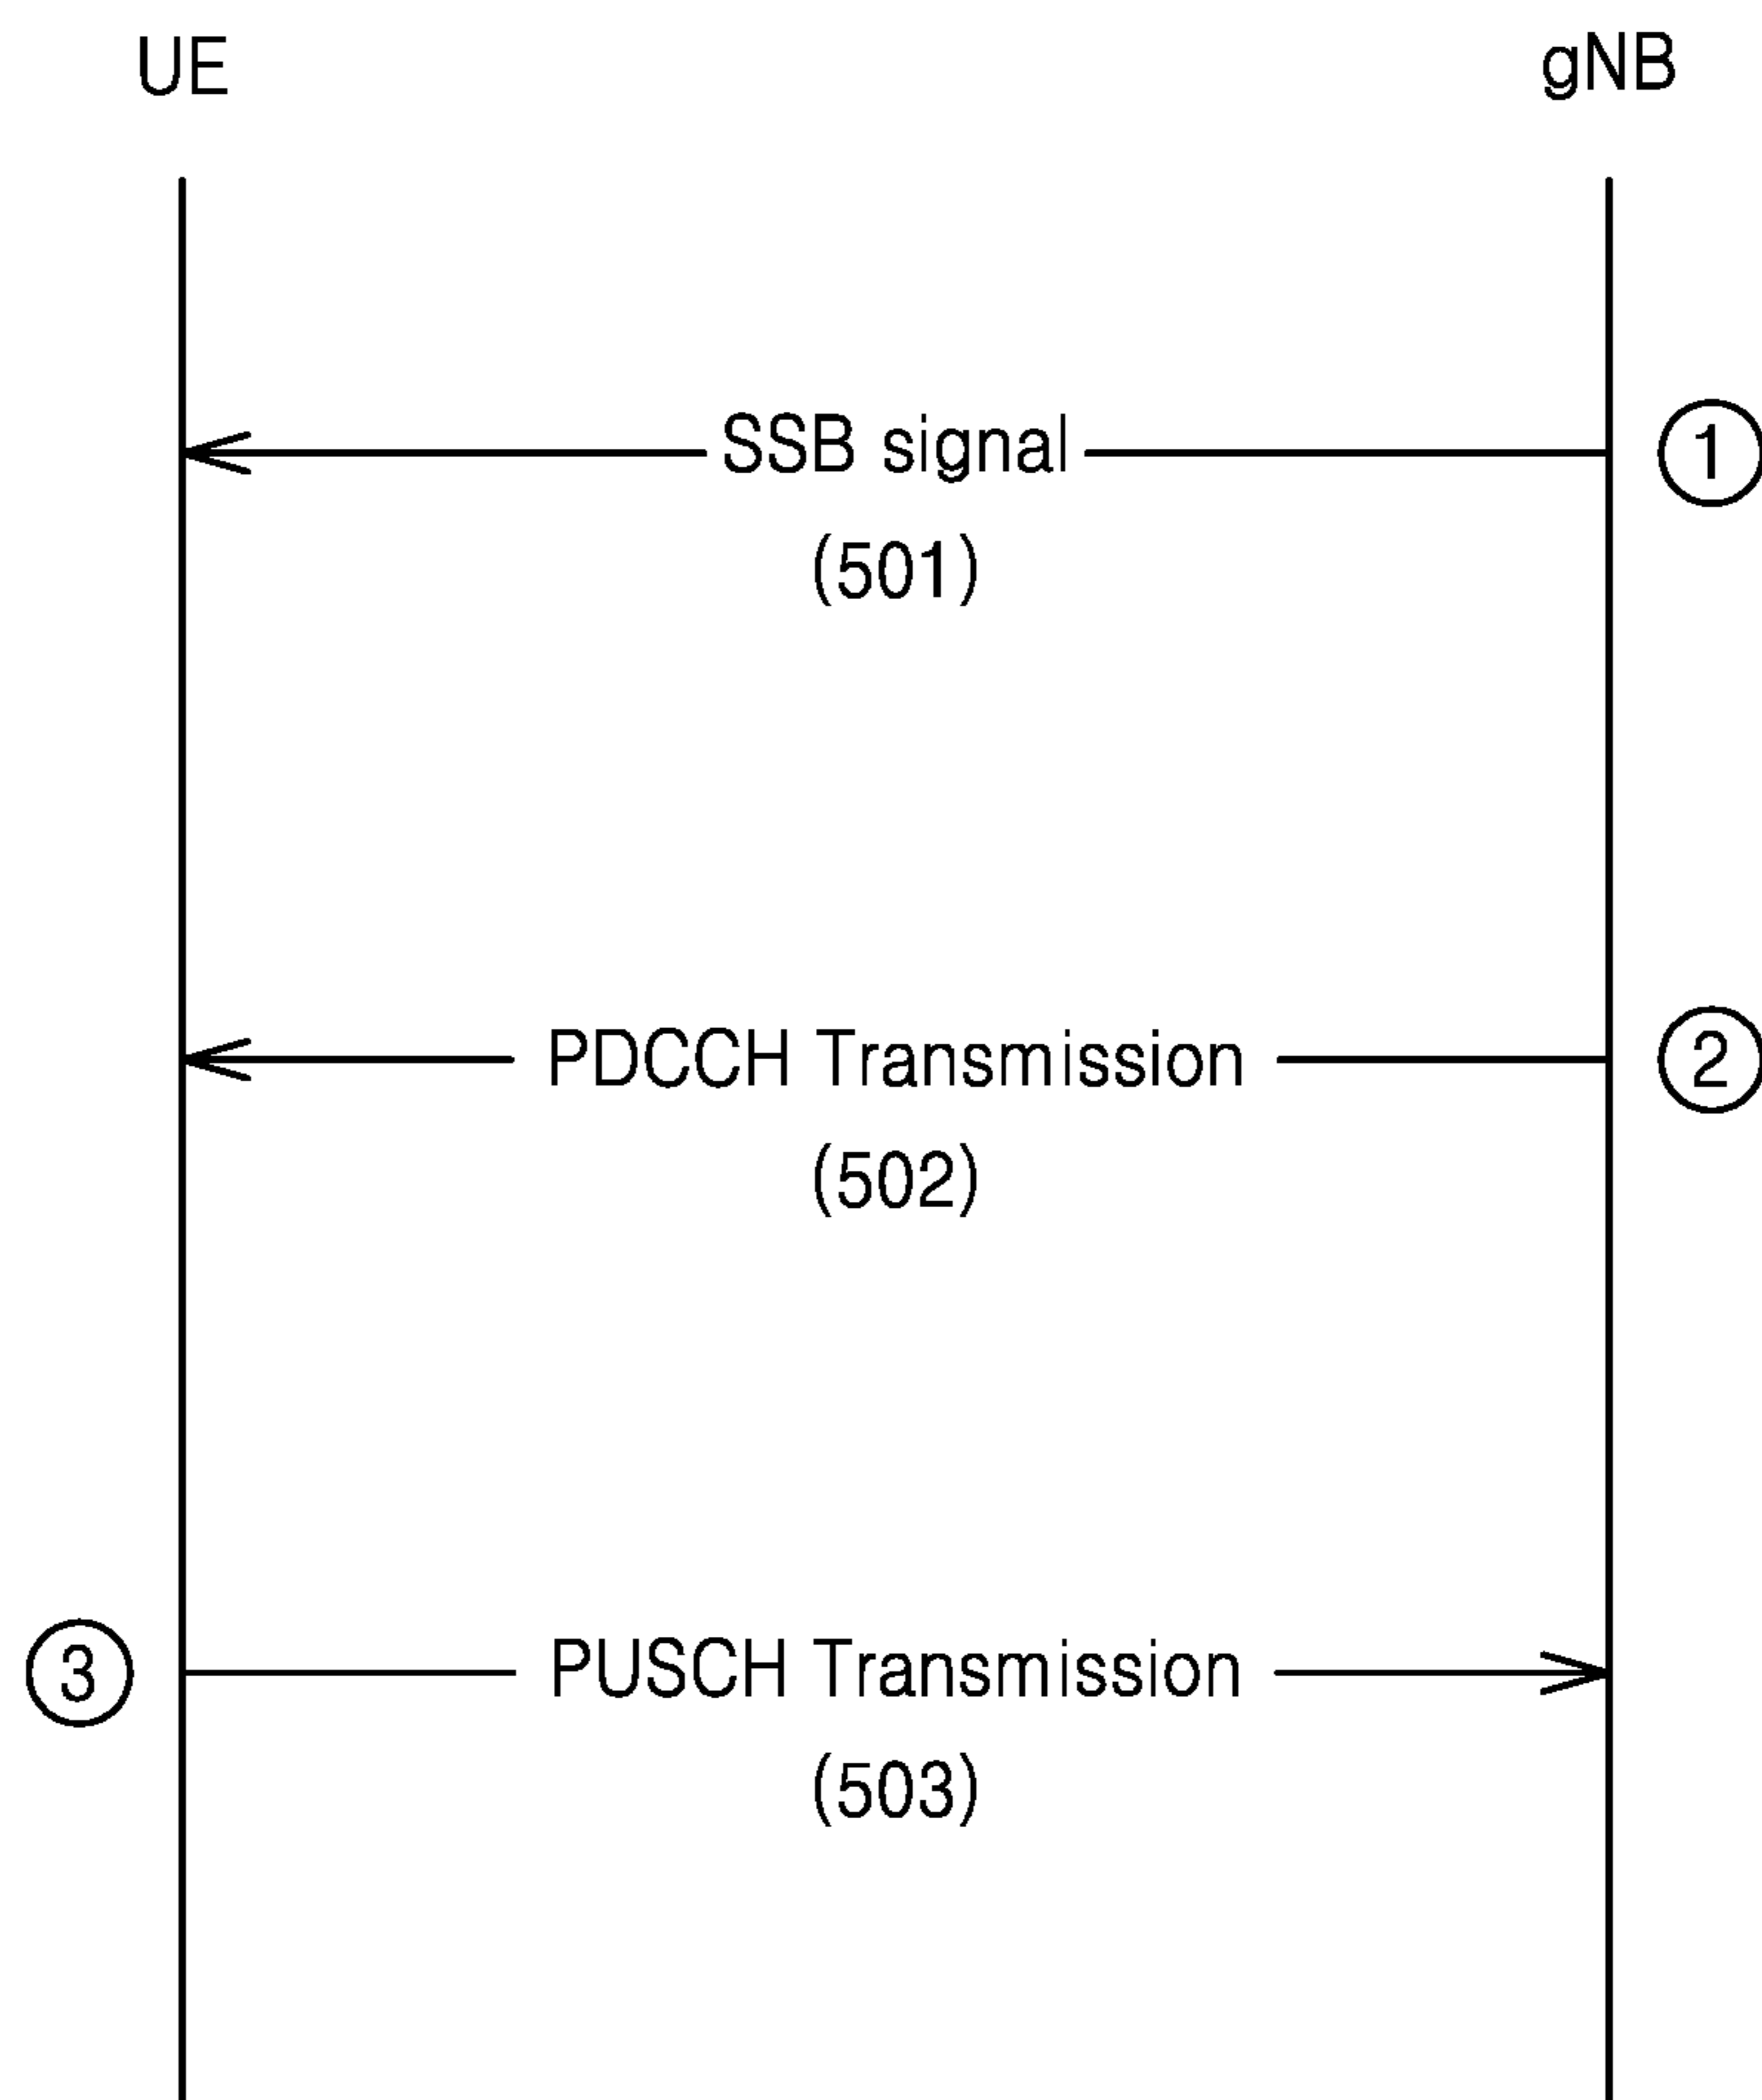 UE
gNB
SSB signal
①
(501)
PDCCH Transmission
②
(502)
③
PUSCH Transmission
(503)